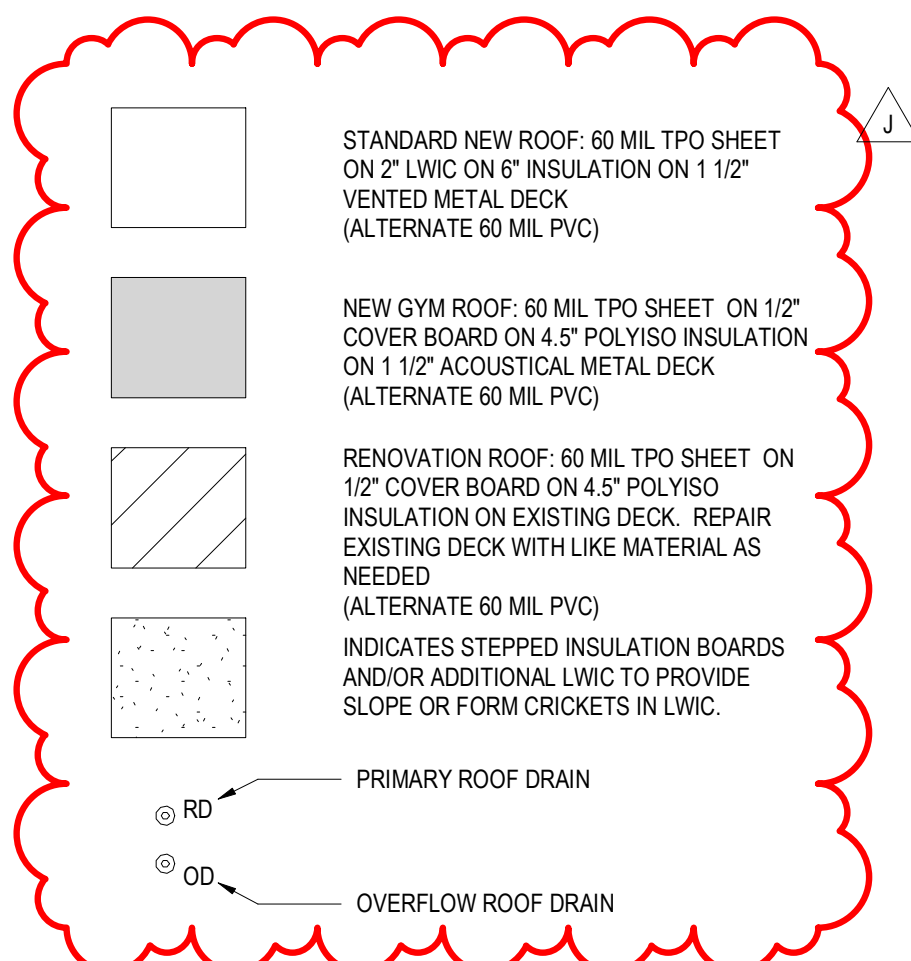 J
STANDARD NEW ROOF: 60 MIL TPO SHEET
ON 2" LWIC ON 6" INSULATION ON 1 1/2"
VENTED METAL DECK
(ALTERNATE 60 MIL PVC)
NEW GYM ROOF: 60 MIL TPO SHEET ON 1/2"
COVER BOARD ON 4.5" POLYISO INSULATION
ON 1 1/2" ACOUSTICAL METAL DECK
(ALTERNATE 60 MIL PVC)
RENOVATION ROOF: 60 MIL TPO SHEET ON
1/2" COVER BOARD ON 4.5" POLYISO
INSULATION ON EXISTING DECK. REPAIR
EXISTING DECK WITH LIKE MATERIAL AS
NEEDED
(ALTERNATE 60 MIL PVC)
INDICATES STEPPED INSULATION BOARDS
AND/OR ADDITIONAL LWIC TO PROVIDE
SLOPE OR FORM CRICKETS IN LWIC.
PRIMARY ROOF DRAIN
RD
OD
OVERFLOW ROOF DRAIN